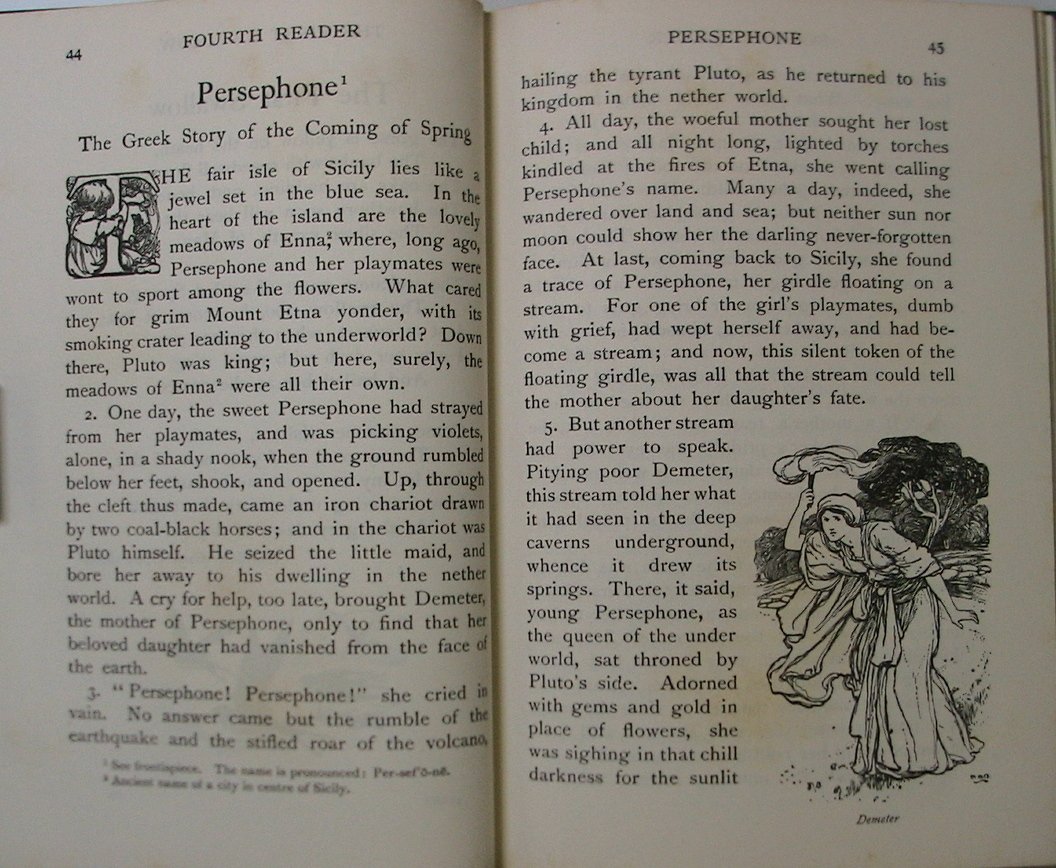 44
FOURTH READER
Persephone¹
The Greek Story of the Coming of Spring
THE fair isle of Sicily lies like a
jewel set in the blue sea. In the
heart of the island are the lovely
meadows of Enna,² where, long ago,
Persephone and her playmates were
wont to sport among the flowers. What cared
they for grim Mount Etna yonder, with its
smoking crater leading to the underworld? Down
there, Pluto was king; but here, surely, the
meadows of Enna² were all their own.
2. One day, the sweet Persephone had strayed
from her playmates, and was picking violets,
alone, in a shady nook, when the ground rumbled
below her feet, shook, and opened. Up, through
the cleft thus made, came an iron chariot drawn
by two coal-black horses; and in the chariot was
Pluto himself. He seized the little maid, and
bore her away to his dwelling in the nether
world. A cry for help, too late, brought Demeter,
the mother of Persephone, only to find that her
beloved daughter had vanished from the face of
the earth.
3. "Persephone! Persephone!" she cried in
vain. No answer came but the rumble of the
earthquake and the stifled roar of the volcano,
¹ See frontispiece. The name is pronounced: Per-sef'ō-nē.
² Ancient name of a city in centre of Sicily.
PERSEPHONE
45
hailing the tyrant Pluto, as he returned to his
kingdom in the nether world.
4. All day, the woeful mother sought her lost
child; and all night long, lighted by torches
kindled at the fires of Etna, she went calling
Persephone's name. Many a day, indeed, she
wandered over land and sea; but neither sun nor
moon could show her the darling never-forgotten
face. At last, coming back to Sicily, she found
a trace of Persephone, her girdle floating on a
stream. For one of the girl's playmates, dumb
with grief, had wept herself away, and had be-
come a stream; and now, this silent token of the
floating girdle, was all that the stream could tell
the mother about her daughter's fate.
5. But another stream
had power to speak.
Pitying poor Demeter,
this stream told her what
it had seen in the deep
caverns underground,
whence it drew its
springs. There, it said,
young Persephone, as
the queen of the under
world, sat throned by
Pluto's side. Adorned
with gems and gold in
place of flowers, she
was sighing in that chill
darkness for the sunlit
Demeter